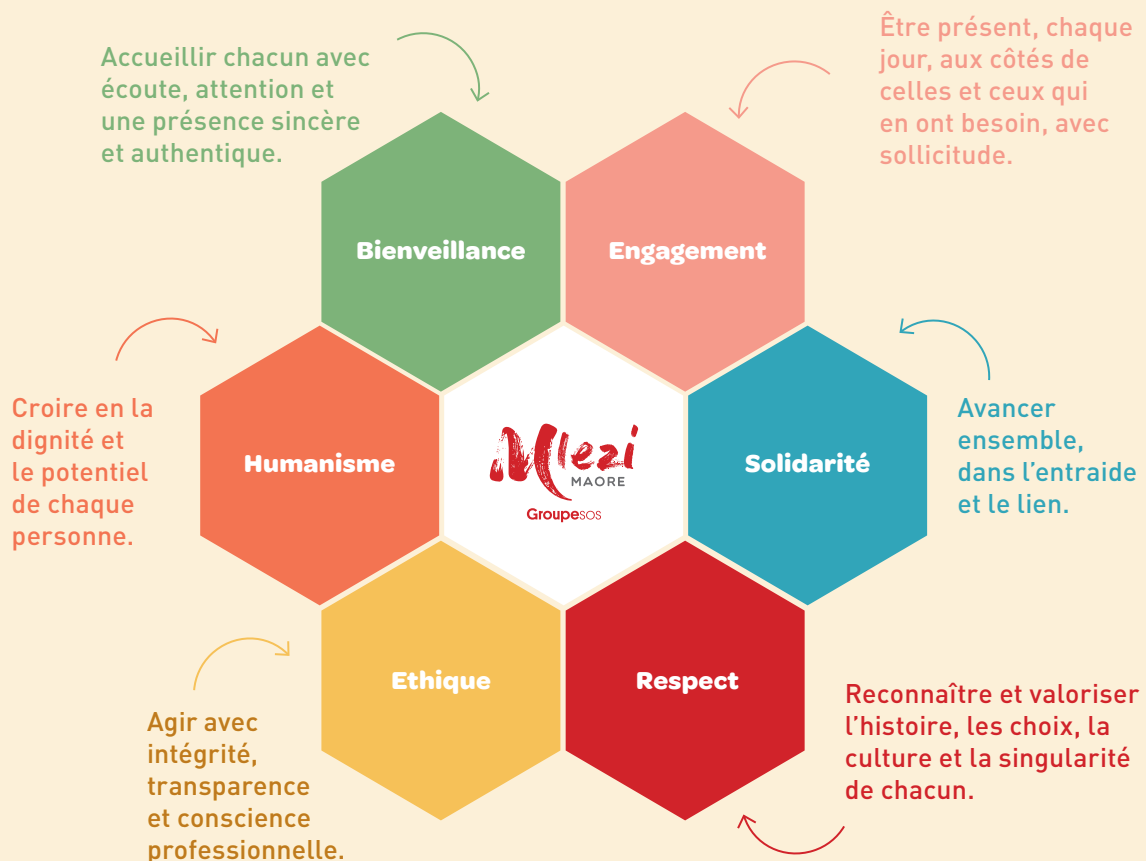 Accueillir chacun avec
écoute, attention et
une présence sincère
et authentique.
Être présent, chaque
jour, aux côtés de
celles et ceux qui
en ont besoin, avec
sollicitude.
Bienveillance
Engagement
Croire en la
dignité et
le potentiel
de chaque
personne.
Humanisme
Mlezi
MAORE
Groupesos
Solidarité
Avancer
ensemble,
dans l’entraide
et le lien.
Ethique
Respect
Agir avec
intégrité,
transparence
et conscience
professionnelle.
Reconnaître et valoriser
l’histoire, les choix, la
culture et la singularité
de chacun.